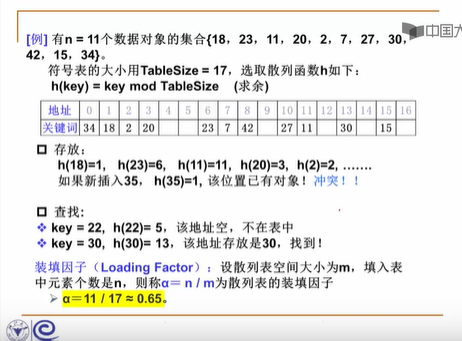 中国大
[例] 有n = 11个数据对象的集合{18，23，11，20，2，7，27，30，
42，15，34}。
符号表的大小用TableSize = 17，选取散列函数h如下：
h(key) = key mod TableSize （求余）
地址 0 1 2 3 4 5 6 7 8 9 10 11 12 13 14 15 16
关键词 34 18 2 20 23 7 42 27 11 30 15
存放：
h(18)=1, h(23)=6, h(11)=11, h(20)=3, h(2)=2, …….
如果新插入35， h(35)=1, 该位置已有对象！冲突！！
查找：
key = 22, h(22)= 5，该地址空，不在表中
key = 30, h(30)= 13，该地址存放是30，找到！
装填因子（Loading Factor）：设散列表空间大小为m，填入表
中元素个数是n，则称α＝ n / m为散列表的装填因子
α＝11 / 17 ≈ 0.65。